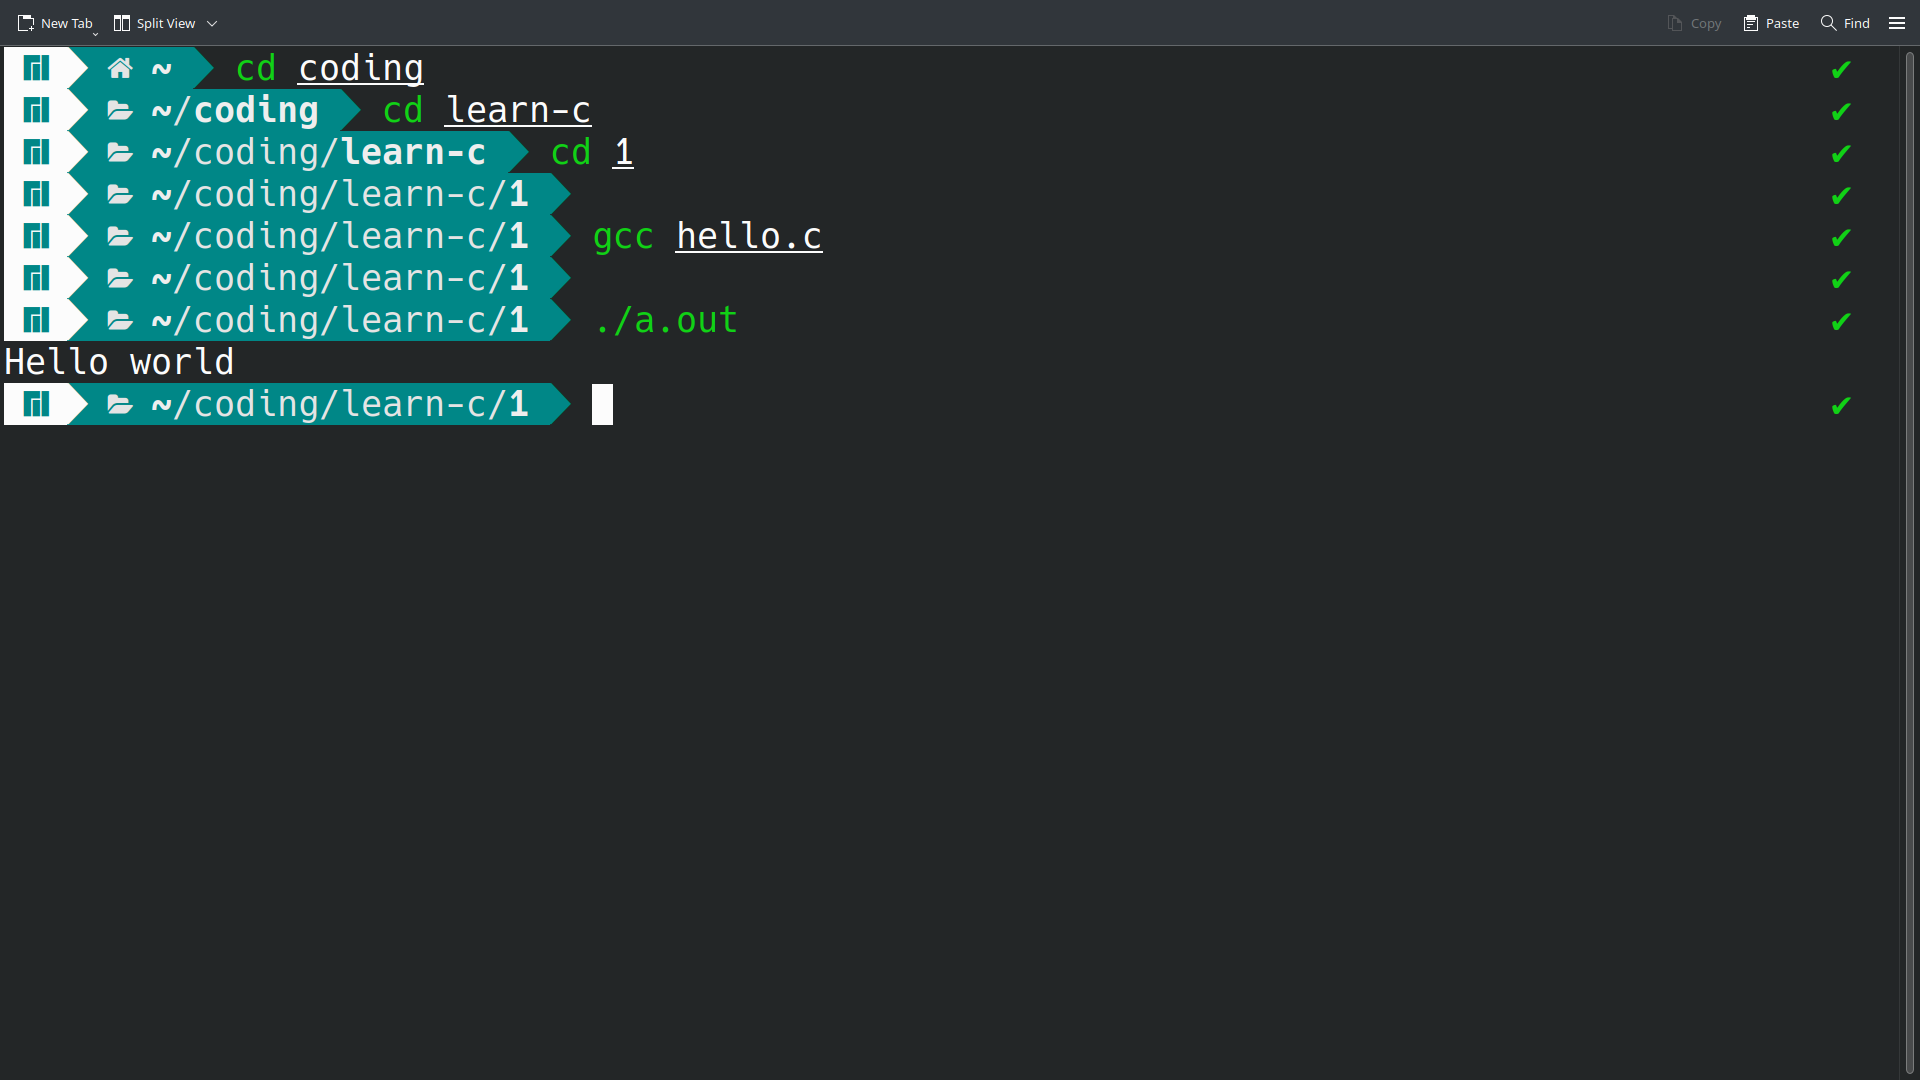 New Tab Split View Copy Paste Find
~ cd coding ✔
~/coding cd learn-c ✔
~/coding/learn-c cd 1 ✔
~/coding/learn-c/1 ✔
~/coding/learn-c/1 gcc hello.c ✔
~/coding/learn-c/1 ✔
~/coding/learn-c/1 ./a.out ✔
Hello world
~/coding/learn-c/1 ✔